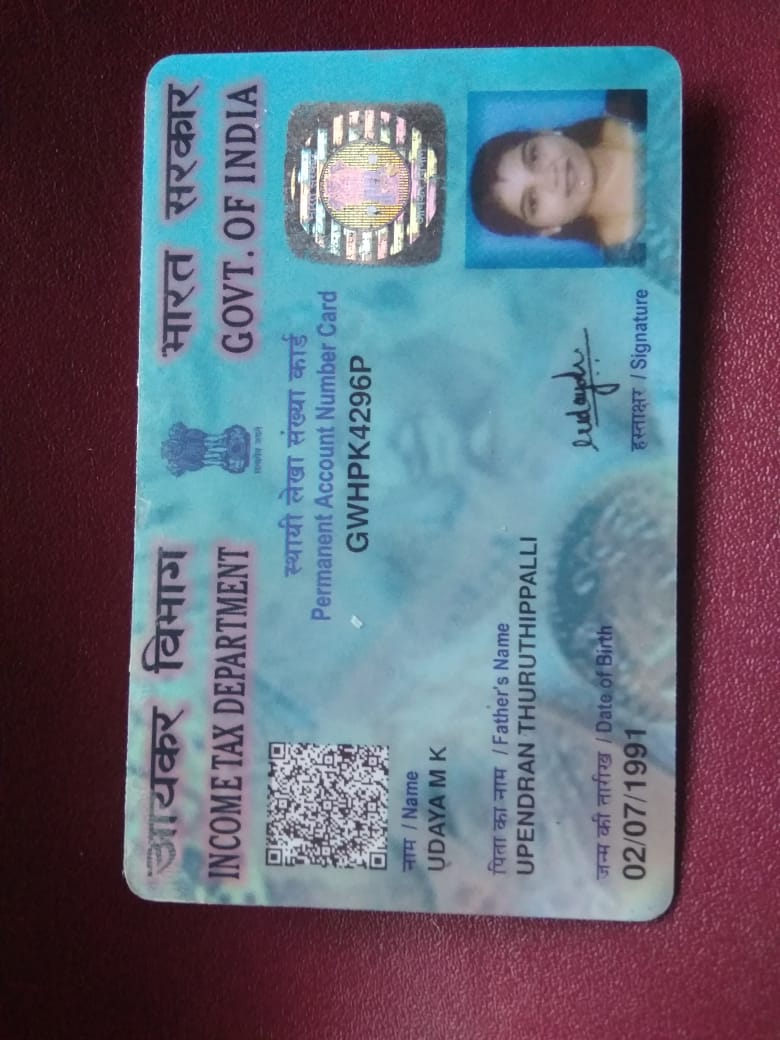 आयकर विभाग
INCOME TAX DEPARTMENT
भारत सरकार
GOVT. OF INDIA
सत्यमेव जयते
स्थायी लेखा संख्या कार्ड
Permanent Account Number Card
GWHPK4296P
नाम / Name
UDAYA M K
पिता का नाम / Father's Name
UPENDRAN THURUTHIPPALLI
जन्म की तारीख / Date of Birth
02/07/1991
हस्ताक्षर / Signature